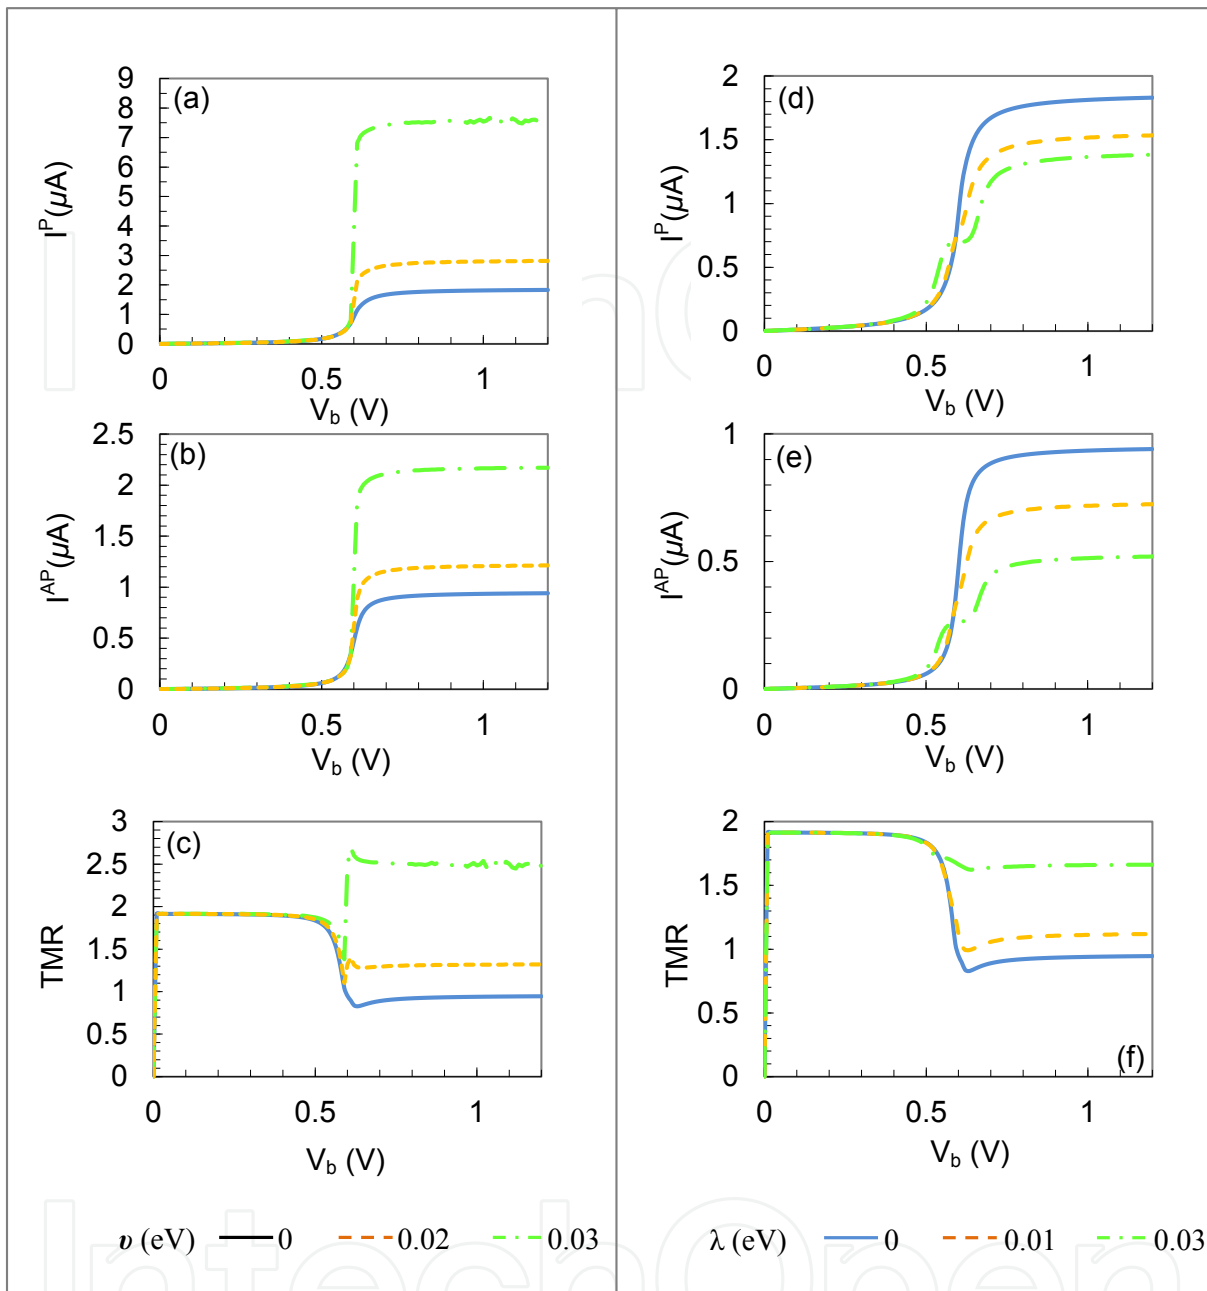 (a)
9
8
7
6
5
4
3
2
1
0
I^P(µA)
0 0.5 1
V_b (V)
(b)
2.5
2
1.5
1
0.5
0
I^AP(µA)
0 0.5 1
V_b (V)
(c)
3
2.5
2
1.5
1
0.5
0
TMR
0 0.5 1
V_b (V)
υ (eV) 0 0.02 0.03
(d)
2
1.5
1
0.5
0
I^P(µA)
0 0.5 1
V_b (V)
(e)
1
0.5
0
I^AP(µA)
0 0.5 1
V_b (V)
2
1.5
1
0.5
0
TMR
(f)
0 0.5 1
V_b (V)
λ (eV) 0 0.01 0.03
IntechOpen